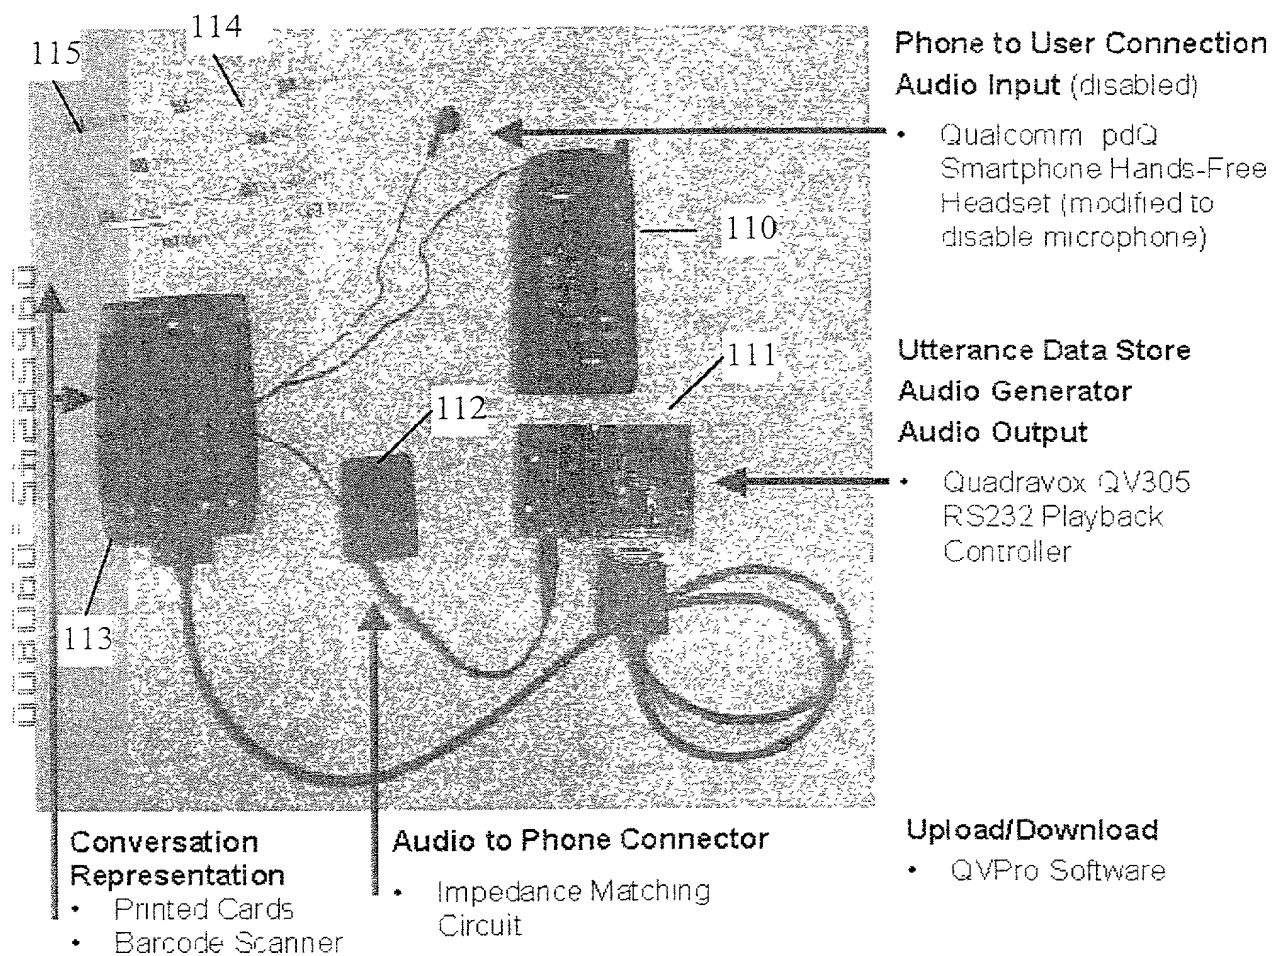 114
115
Phone to User Connection
Audio Input (disabled)
• Qualcomm pdQ
Smartphone Hands-Free
Headset (modified to
disable microphone)
110
111
112
Utterance Data Store
Audio Generator
Audio Output
• Quadravox QV305
RS232 Playback
Controller
113
Conversation
Representation
• Printed Cards
• Barcode Scanner
Audio to Phone Connector
• Impedance Matching
Circuit
Upload/Download
• QVPro Software